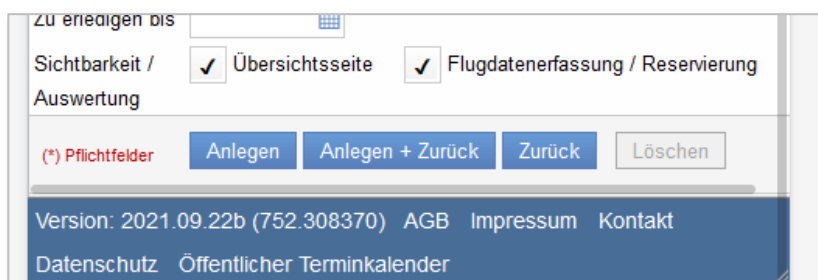 Zu erledigen bis
Sichtbarkeit / Auswertung Übersichtsseite Flugdatenerfassung / Reservierung
(*) Pflichtfelder Anlegen Anlegen + Zurück Zurück Löschen
Version: 2021.09.22b (752.308370) AGB Impressum Kontakt
Datenschutz Öffentlicher Terminkalender